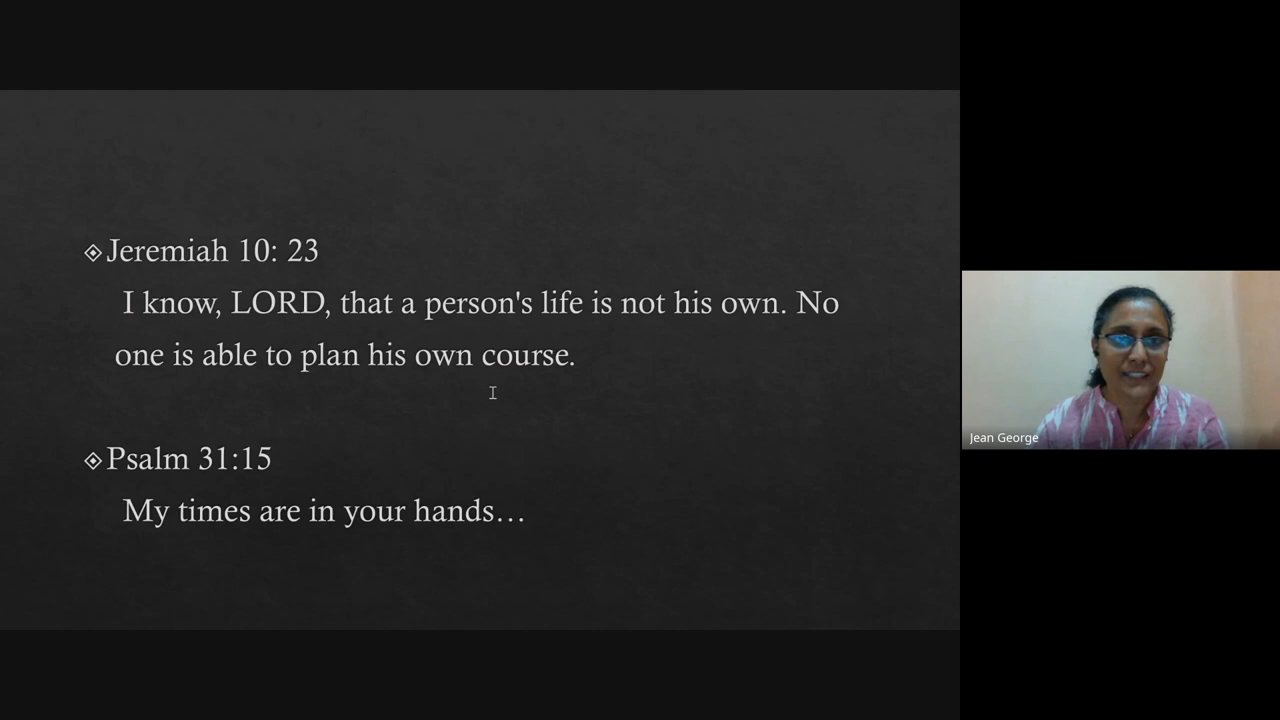 Jeremiah 10: 23
I know, LORD, that a person's life is not his own. No
one is able to plan his own course.
Psalm 31:15
My times are in your hands…
Jean George